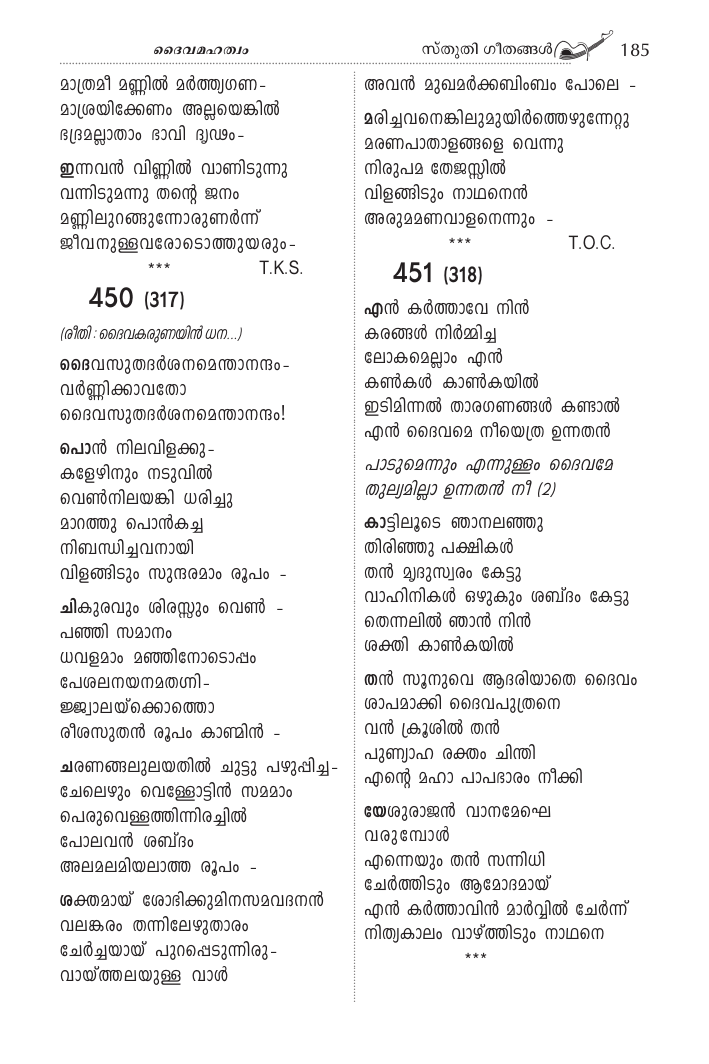 ദൈവമഹത്വം
സ്തുതി ഗീതങ്ങൾ 185
മാത്രമീ മണ്ണിൽ മർത്ത്യഗണ-
മാശ്രയിക്കേണം അല്ലയെങ്കിൽ
ഭദ്രമല്ലാതാം ഭാവി ദൃഢം-
ഇന്നവൻ വിണ്ണിൽ വാണിടുന്നു
വന്നിടുമന്നു തന്റെ ജനം
മണ്ണിലുറങ്ങുന്നോരുണർന്ന്
ജീവനുള്ളവരോടൊത്തുയരും-
*** T.K.S.
450 (317)
(രീതി : ദൈവകരുണയിൻ ധന...)
ദൈവസുതദർശനമെന്താനന്ദം-
വർണ്ണിക്കാവതോ
ദൈവസുതദർശനമെന്താനന്ദം!
പൊൻ നിലവിളക്കു-
കളേഴിനും നടുവിൽ
വെൺനിലയങ്കി ധരിച്ചു
മാറത്തു പൊൻകച്ച
നിബന്ധിച്ചവനായി
വിളങ്ങിടും സുന്ദരമാം രൂപം -
ചികുരവും ശിരസ്സും വെൺ -
പഞ്ഞി സമാനം
ധവളമാം മഞ്ഞിനോടൊപ്പം
പേശലനയനമതഗ്നി-
ജ്ജ്വാലയ്ക്കൊത്തൊ
രീശസുതൻ രൂപം കാണ്മിൻ -
ചരണങ്ങലുലയതിൽ ചുട്ടു പഴുപ്പിച്ച-
ചേലെഴും വെള്ളോട്ടിൻ സമമാം
പെരുവെള്ളത്തിന്നിരച്ചിൽ
പോലവൻ ശബ്ദം
അലമലമിയലാത്ത രൂപം -
ശക്തമായ് ശോഭിക്കുമിനസമവദനൻ
വലങ്കരം തന്നിലേഴുതാരം
ചേർച്ചയായ് പുറപ്പെടുന്നിരു-
വായ്ത്തലയുള്ള വാൾ
അവൻ മുഖമർക്കബിംബം പോലെ -
മരിച്ചവനെങ്കിലുമുയിർത്തെഴുന്നേറ്റു
മരണപാതാളങ്ങളെ വെന്നു
നിരുപമ തേജസ്സിൽ
വിളങ്ങിടും നാഥനെൻ
അരുമമണവാളനെന്നും -
*** T.O.C.
451 (318)
എൻ കർത്താവേ നിൻ
കരങ്ങൾ നിർമ്മിച്ച
ലോകമെല്ലാം എൻ
കൺകൾ കാൺകയിൽ
ഇടിമിന്നൽ താരഗണങ്ങൾ കണ്ടാൽ
എൻ ദൈവമെ നീയെത്ര ഉന്നതൻ
പാടുമെന്നും എന്നുള്ളം ദൈവമേ
തുല്യമില്ലാ ഉന്നതൻ നീ (2)
കാട്ടിലൂടെ ഞാനലഞ്ഞു
തിരിഞ്ഞു പക്ഷികൾ
തൻ മൃദുസ്വരം കേട്ടു
വാഹിനികൾ ഒഴുകും ശബ്ദം കേട്ടു
തെന്നലിൽ ഞാൻ നിൻ
ശക്തി കാൺകയിൽ
തൻ സൂനുവെ ആദരിയാതെ ദൈവം
ശാപമാക്കി ദൈവപുത്രനെ
വൻ ക്രൂശിൽ തൻ
പുണ്യാഹ രക്തം ചിന്തി
എന്റെ മഹാ പാപഭാരം നീക്കി
യേശുരാജൻ വാനമേഘെ
വരുമ്പോൾ
എന്നെയും തൻ സന്നിധി
ചേർത്തിടും ആമോദമായ്
എൻ കർത്താവിൻ മാർവ്വിൽ ചേർന്ന്
നിത്യകാലം വാഴ്ത്തിടും നാഥനെ
***